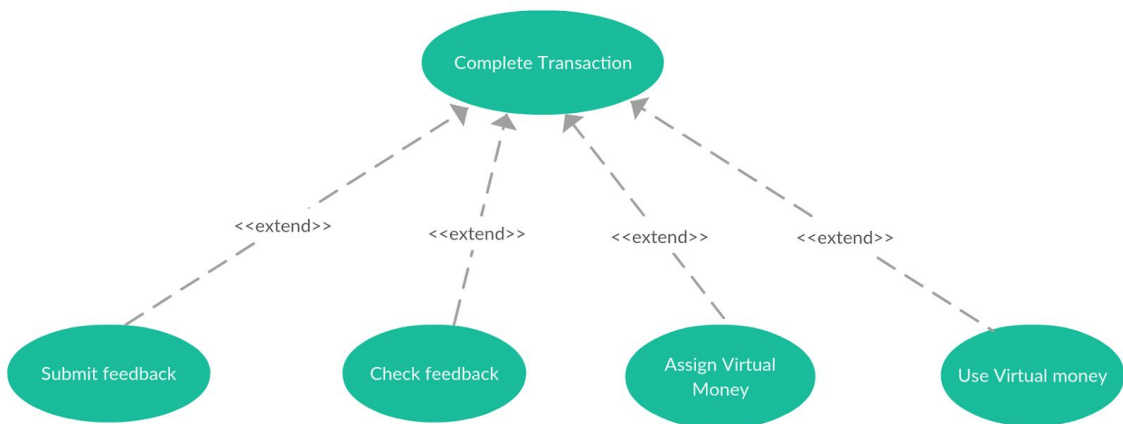 Complete Transaction
<<extend>>
<<extend>>
<<extend>>
<<extend>>
Submit feedback
Check feedback
Assign Virtual
Money
Use Virtual money